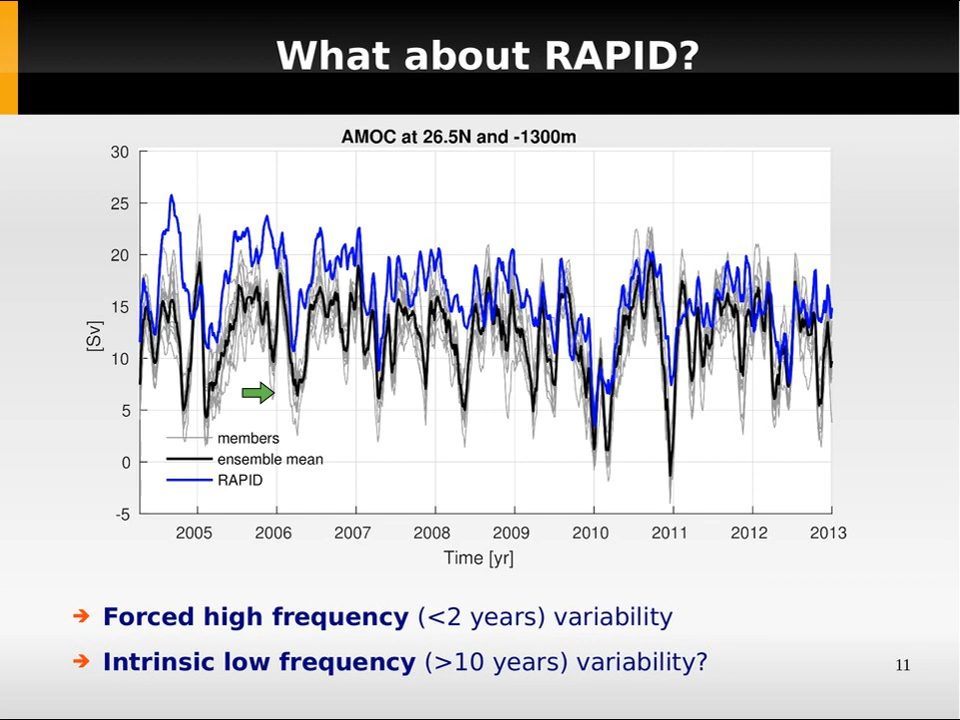 What about RAPID?
AMOC at 26.5N and -1300m
30
25
20
15
10
5
0
-5
[Sv]
members
ensemble mean
RAPID
2005 2006 2007 2008 2009 2010 2011 2012 2013
Time [yr]
Forced high frequency (<2 years) variability
Intrinsic low frequency (>10 years) variability?
11